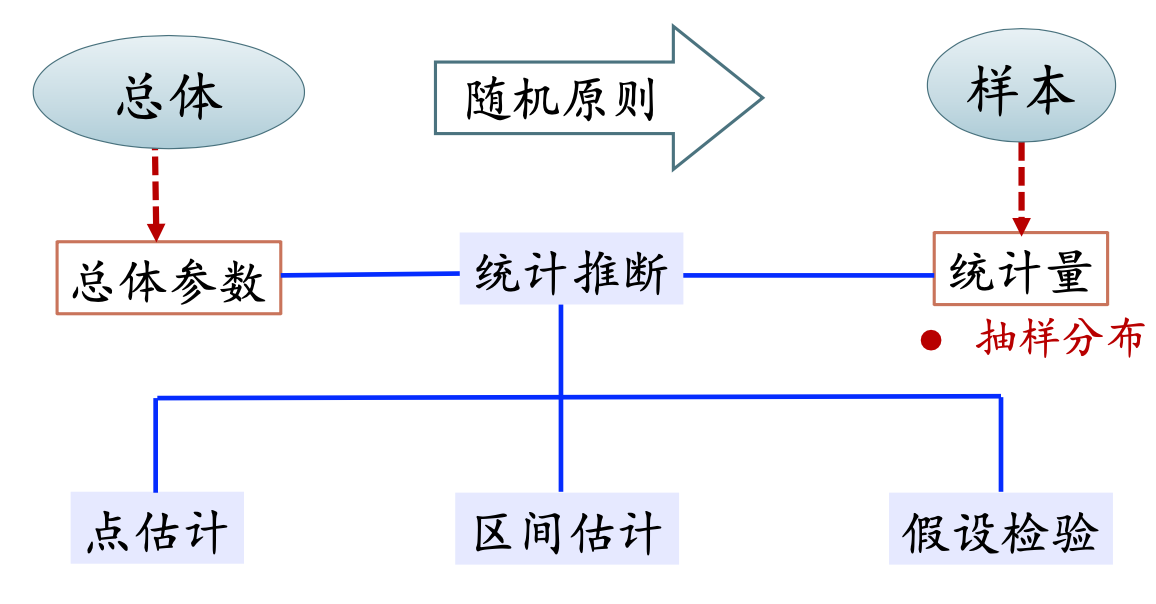 总体
随机原则
样本
总体参数
统计推断
统计量
● 抽样分布
点估计
区间估计
假设检验